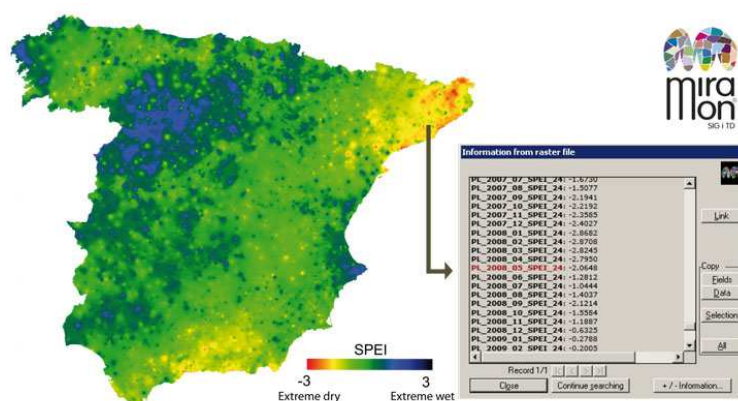 mira
mon
SIG i TD
Information from raster file
PL_2007_07_SPEI_24: -1.6730
PL_2007_08_SPEI_24: -1.5077
PL_2007_09_SPEI_24: -2.1941
PL_2007_10_SPEI_24: -2.2192
PL_2007_11_SPEI_24: -2.3585
PL_2007_12_SPEI_24: -2.4027
PL_2008_01_SPEI_24: -2.8682
PL_2008_02_SPEI_24: -2.8708
PL_2008_03_SPEI_24: -2.8245
PL_2008_04_SPEI_24: -2.7950
PL_2008_05_SPEI_24: -2.0648
PL_2008_06_SPEI_24: -1.2812
PL_2008_07_SPEI_24: -1.0444
PL_2008_08_SPEI_24: -1.4037
PL_2008_09_SPEI_24: -2.1214
PL_2008_10_SPEI_24: -1.5584
PL_2008_11_SPEI_24: -1.1887
PL_2008_12_SPEI_24: -0.6325
PL_2009_01_SPEI_24: -0.2788
PL_2009_02_SPEI_24: -0.2005
Link
Copy
Fields
Data
Selection
All
Record 1/1
Close
Continue searching
+ / - Information...
SPEI
-3
3
Extreme dry
Extreme wet